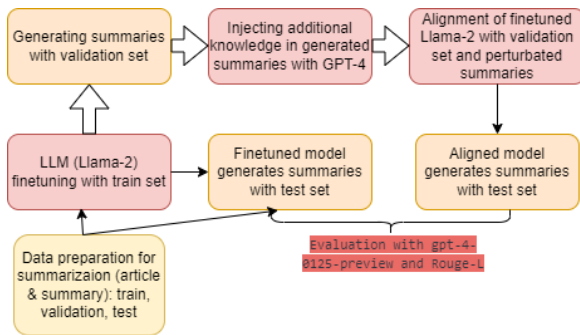 Generating summaries
with validation set
Injecting additional
knowledge in generated
summaries with GPT-4
Alignment of finetuned
Llama-2 with validation
set and perturbated
summaries
LLM (Llama-2)
finetuning with train set
Finetuned model
generates summaries
with test set
Aligned model
generates summaries
with test set
Data preparation for
summarizaion (article
& summary): train,
validation, test
Evaluation with gpt-4-
0125-preview and Rouge-L